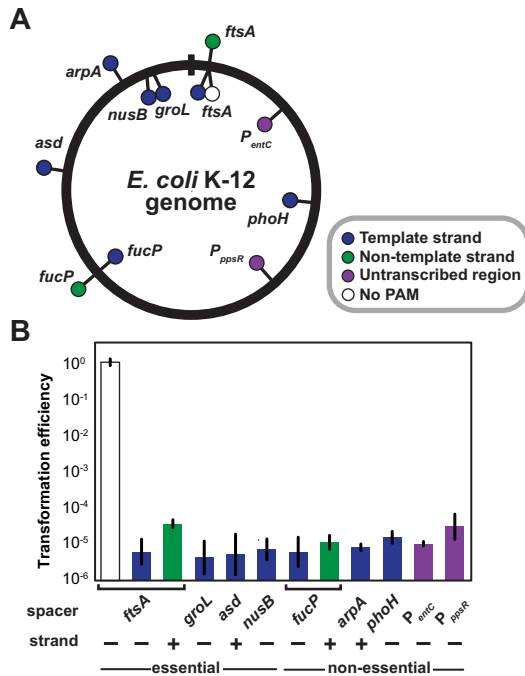 A
ftsA
arpA
nusB
groL
ftsA
P entC
asd
E. coli K-12
genome
phoH
fucP
P ppsR
fucP
Template strand
Non-template strand
Untranscribed region
No PAM
B
Transformation efficiency
10^0
10^-1
10^-2
10^-3
10^-4
10^-5
10^-6
spacer ftsA groL asd nusB fucP arpA phoH P entC P ppsR
strand − − + − + − − + + − − −
essential non-essential